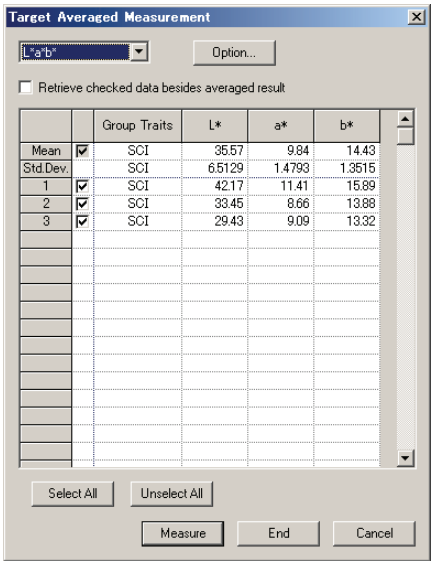 Target Averaged Measurement
L*a*b*
Option...
Retrieve checked data besides averaged result
Group Traits L* a* b*
Mean SCI 35.57 9.84 14.43
Std.Dev. SCI 6.5129 1.4793 1.3515
1 SCI 42.17 11.41 15.89
2 SCI 33.45 8.66 13.88
3 SCI 29.43 9.09 13.32
Select All Unselect All
Measure End Cancel